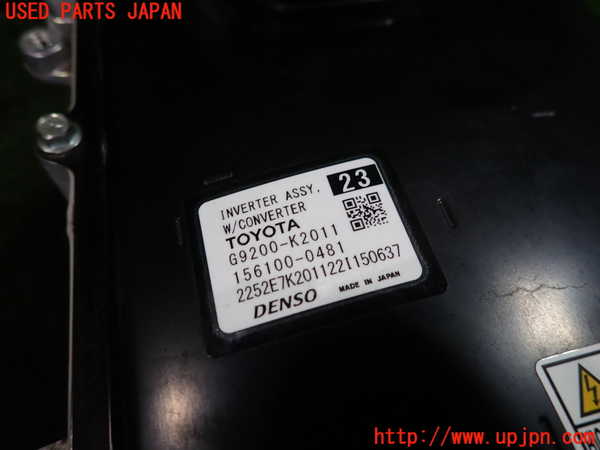 USED PARTS JAPAN
INVERTER ASSY,
W/CONVERTER
23
TOYOTA
G9200-K2011
156100-0481
2252E7K201122I150637
DENSO
MADE IN JAPAN
http://www.upjpn.com